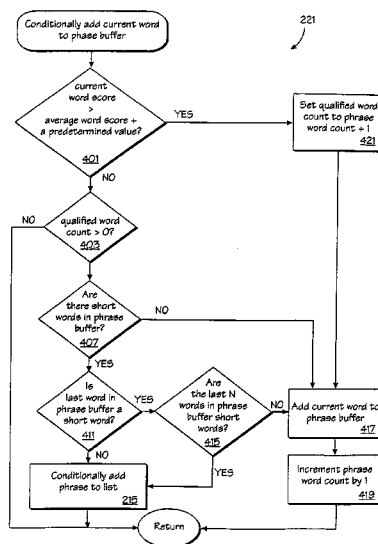 Conditionally add current word
to phase buffer
221
current
word score
>
average word score +
a predetermined value?
401
YES
Set qualified word
count to phrase
word count + 1
421
NO
NO
qualified word
count > 0?
403
Are
there short
words in phrase
buffer?
407
NO
YES
Is
last word in
phrase buffer a
short word?
411
YES
Are
the last N
words in phrase
buffer short
words?
415
NO
Add current word to
phrase buffer
417
NO
YES
Conditionally add
phrase to list
215
Increment phrase
word count by 1
419
Return